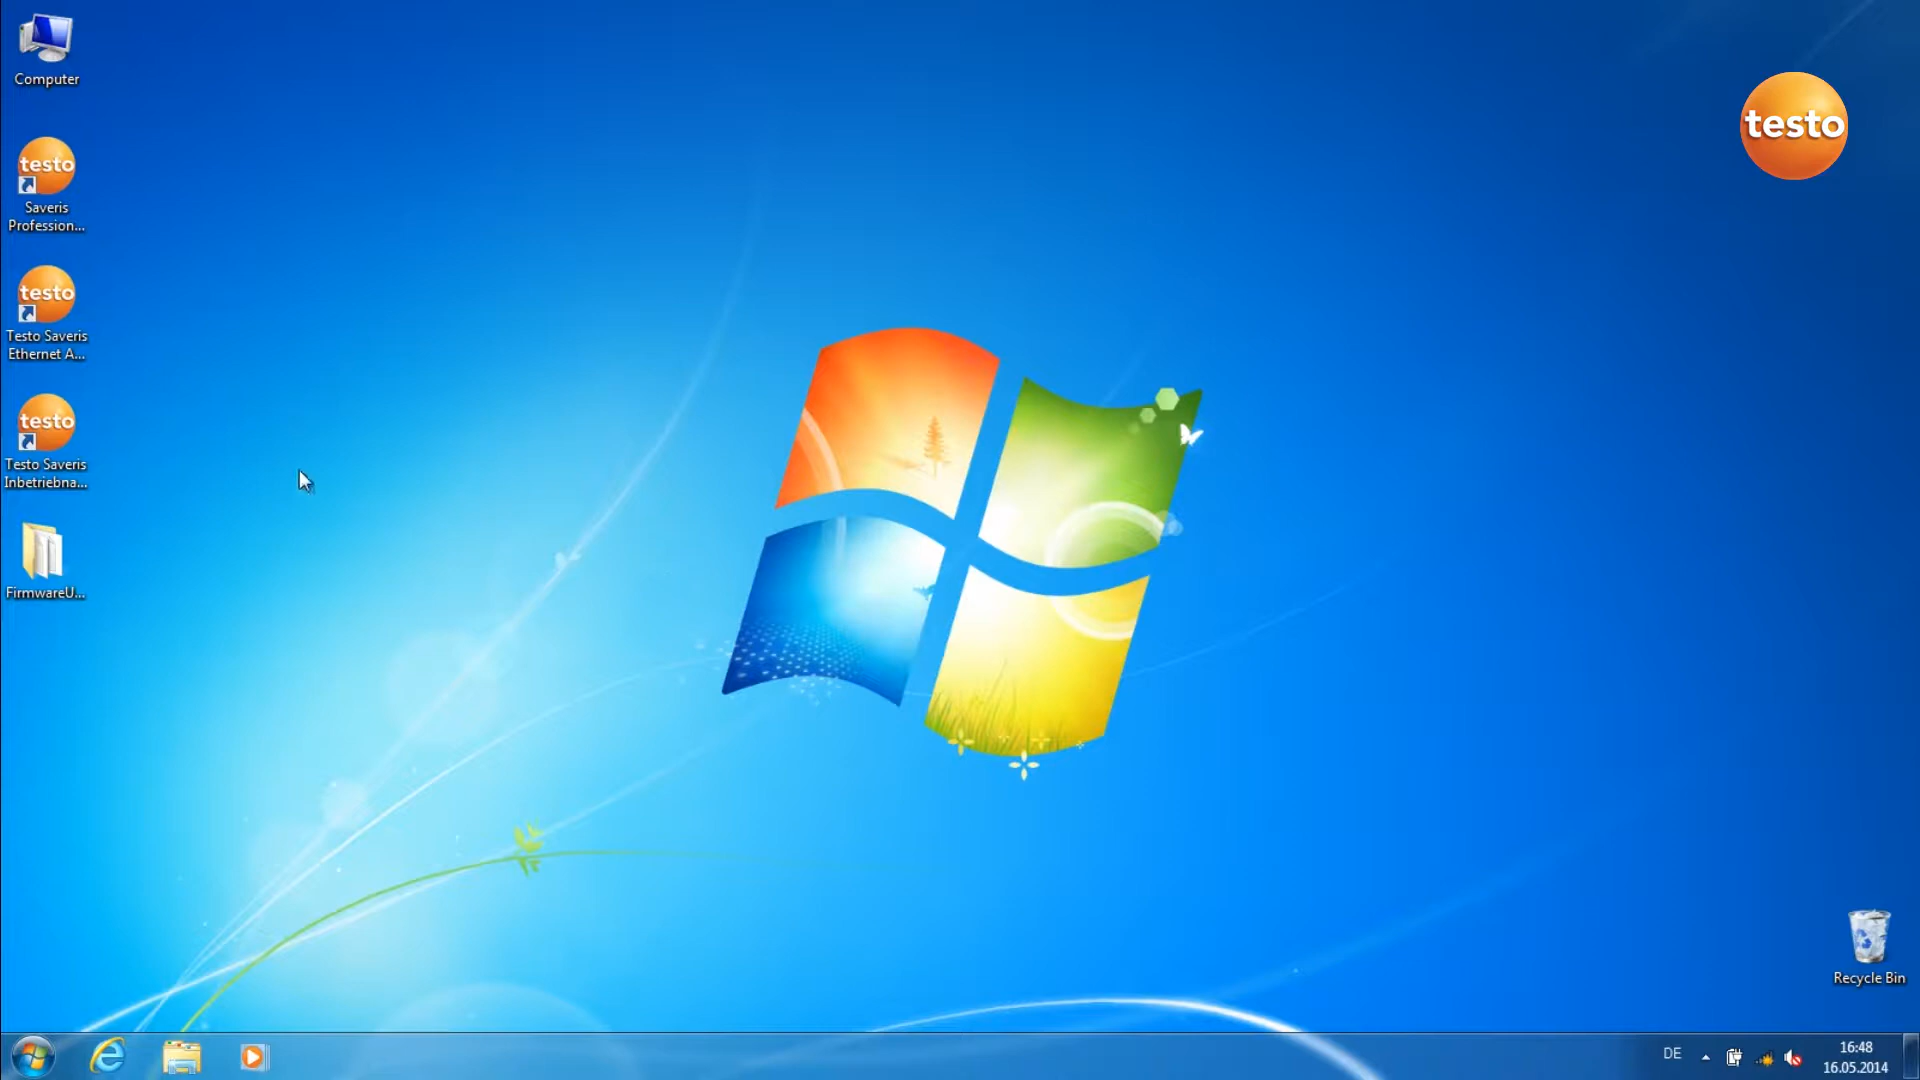 Computer
testo
Saveris
Profession...
testo
Testo Saveris
Ethernet A...
testo
Testo Saveris
Inbetriebna...
FirmwareU...
testo
Recycle Bin
DE
16:48
16.05.2014